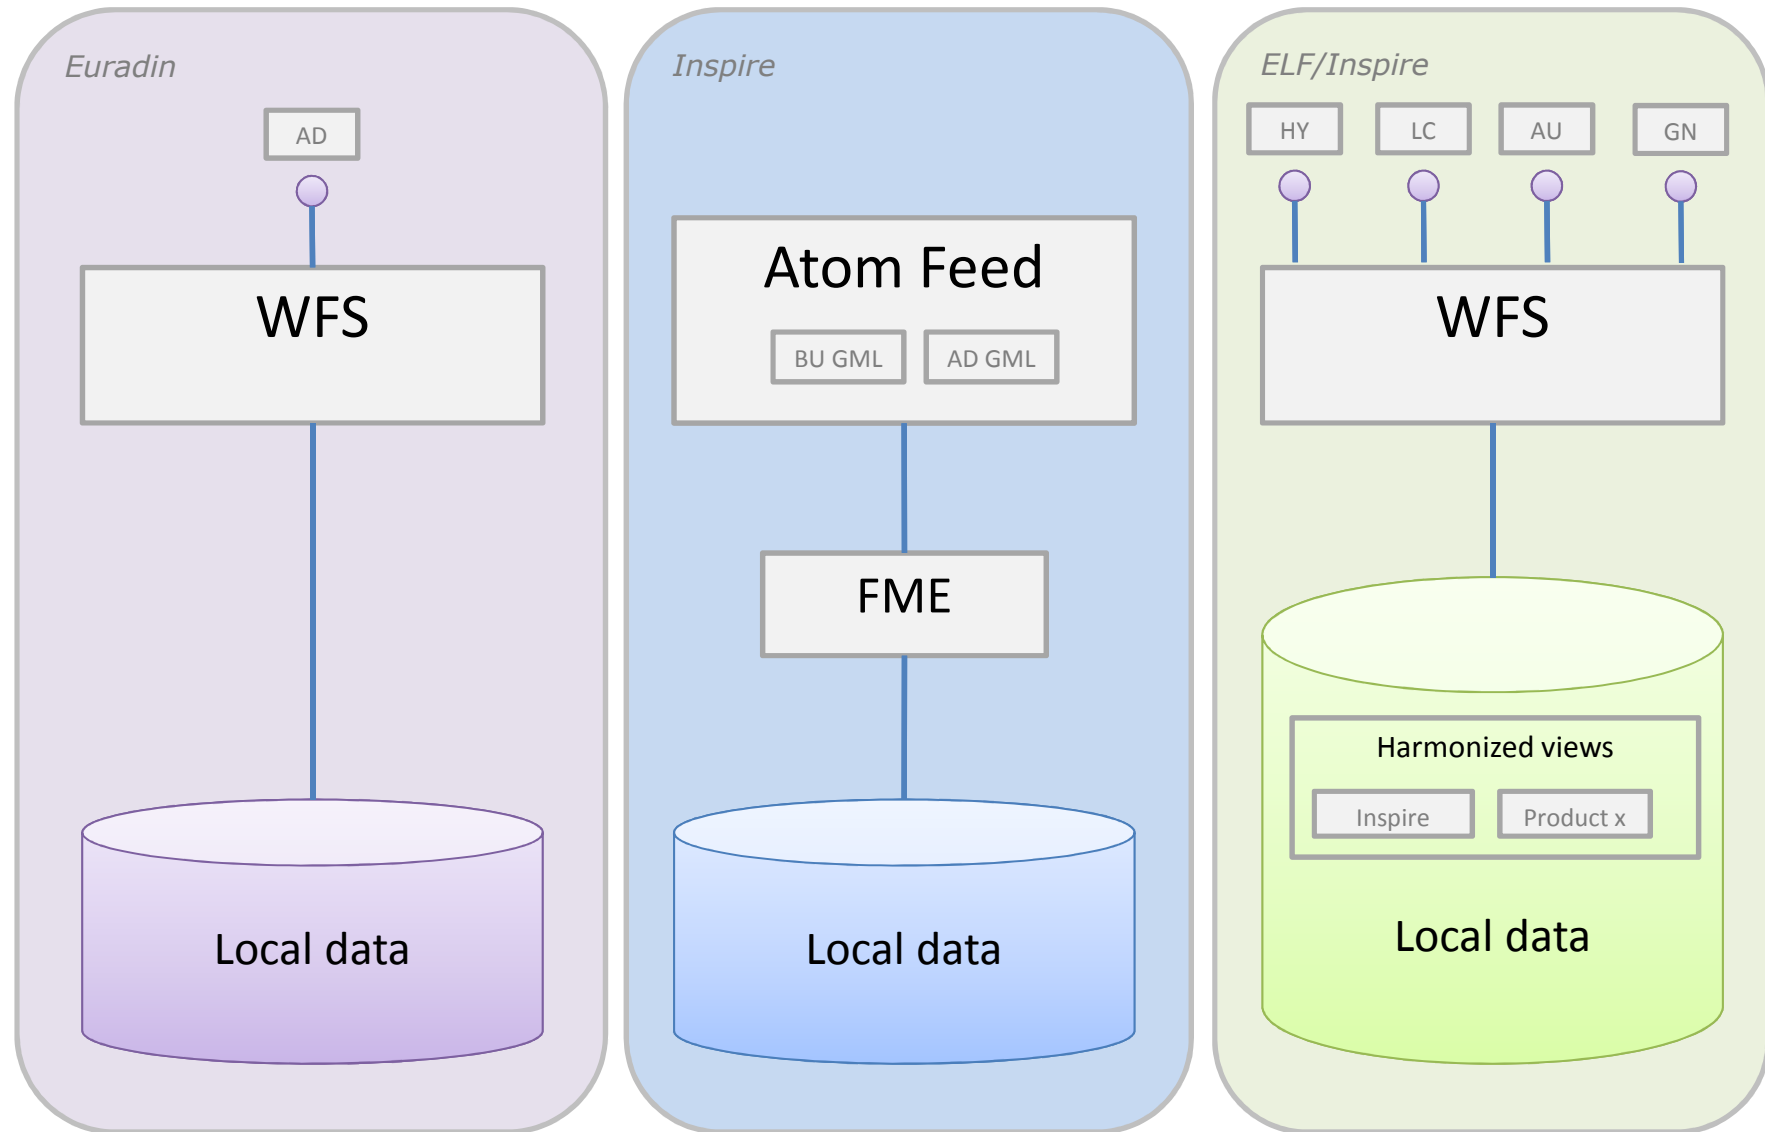 Euradin
AD
WFS
Local data
Inspire
Atom Feed
BU GML
AD GML
FME
Local data
ELF/Inspire
HY
LC
AU
GN
WFS
Harmonized views
Inspire
Product x
Local data